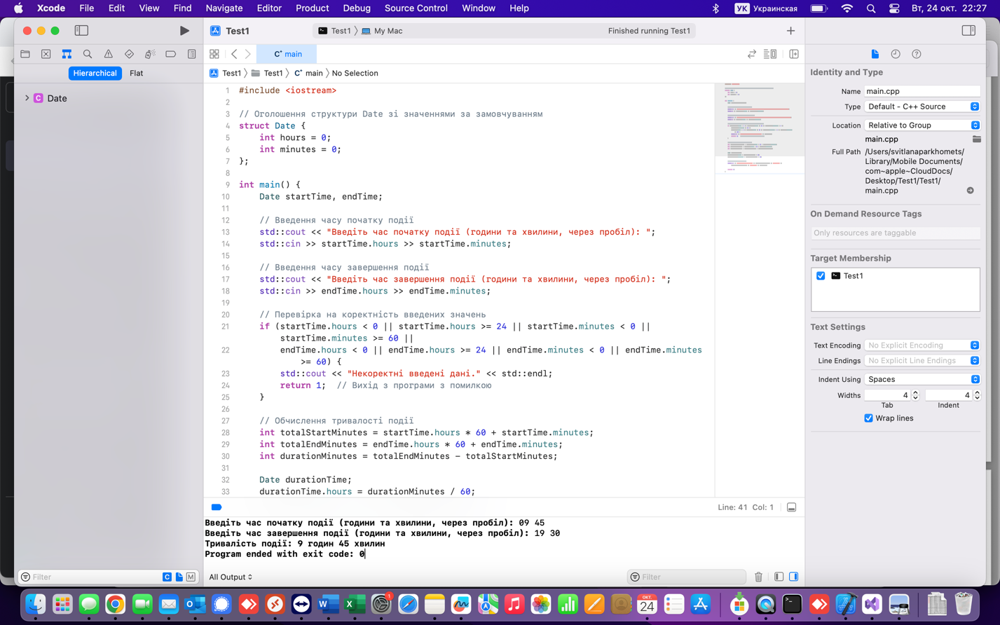 Xcode File Edit View Find Navigate Editor Product Debug Source Control Window Help
УК Украинская
Вт, 24 окт. 22:27
Test1
Test1 〉 My Mac
Finished running Test1
main
Hierarchical Flat
Test1 〉 Test1 〉 main 〉 No Selection
C Date
1 #include <iostream>
2
3 // Оголошення структури Date зі значеннями за замовчуванням
4 struct Date {
5 int hours = 0;
6 int minutes = 0;
7 };
8
9 int main() {
10 Date startTime, endTime;
11
12 // Введення часу початку події
13 std::cout << "Введіть час початку події (години та хвилини, через пробіл): ";
14 std::cin >> startTime.hours >> startTime.minutes;
15
16 // Введення часу завершення події
17 std::cout << "Введіть час завершення події (години та хвилини, через пробіл): ";
18 std::cin >> endTime.hours >> endTime.minutes;
19
20 // Перевірка на коректність введених значень
21 if (startTime.hours < 0 || startTime.hours >= 24 || startTime.minutes < 0 ||
startTime.minutes >= 60 ||
22 endTime.hours < 0 || endTime.hours >= 24 || endTime.minutes < 0 || endTime.minutes
>= 60) {
23 std::cout << "Некоректні введені дані." << std::endl;
24 return 1; // Вихід з програми з помилкою
25 }
26
27 // Обчислення тривалості події
28 int totalStartMinutes = startTime.hours * 60 + startTime.minutes;
29 int totalEndMinutes = endTime.hours * 60 + endTime.minutes;
30 int durationMinutes = totalEndMinutes - totalStartMinutes;
31
32 Date durationTime;
33 durationTime.hours = durationMinutes / 60;
Line: 41 Col: 1
Введіть час початку події (години та хвилини, через пробіл): 09 45
Введіть час завершення події (години та хвилини, через пробіл): 19 30
Тривалість події: 9 годин 45 хвилин
Program ended with exit code: 0
Filter
C
M
All Output
Filter
Identity and Type
Name main.cpp
Type Default - C++ Source
Location Relative to Group
main.cpp
Full Path /Users/svitlanaparkhomets/
Library/Mobile Documents/
com~apple~CloudDocs/
Desktop/Test1/Test1/
main.cpp
On Demand Resource Tags
Only resources are taggable
Target Membership
Test1
Text Settings
Text Encoding No Explicit Encoding
Line Endings No Explicit Line Endings
Indent Using Spaces
Widths 4 4
Tab Indent
Wrap lines
1
ОКТ.
24